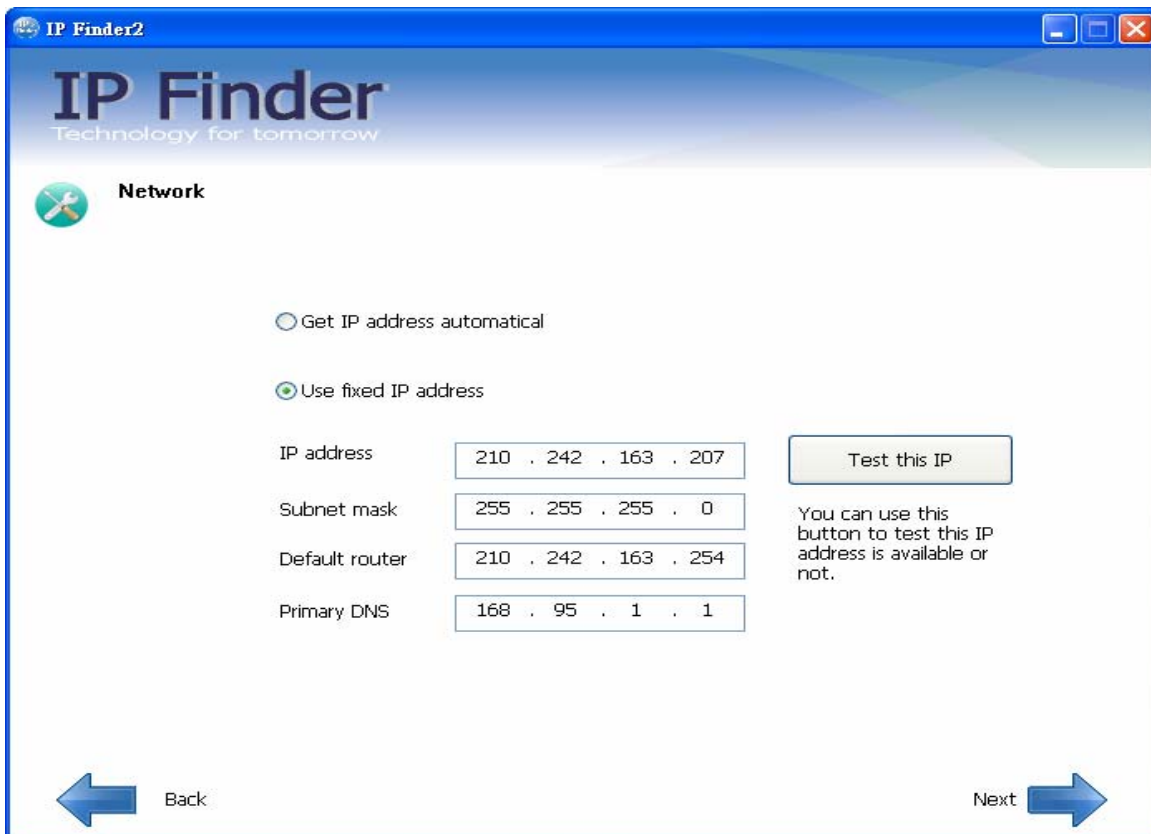 IP Finder2
IP Finder
Technology for tomorrow
Network
Get IP address automatical
Use fixed IP address
IP address 210 . 242 . 163 . 207 Test this IP
Subnet mask 255 . 255 . 255 . 0
You can use this
button to test this IP
address is available or
not.
Default router 210 . 242 . 163 . 254
Primary DNS 168 . 95 . 1 . 1
Back Next